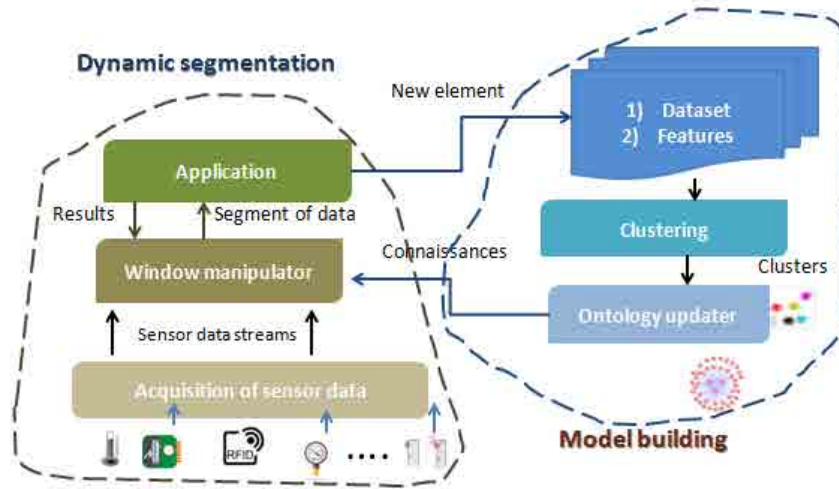 Dynamic segmentation
New element
1) Dataset
2) Features
Application
Results
Segment of data
Clustering
Window manipulator
Connaissances
Clusters
Ontology updater
Sensor data streams
Acquisition of sensor data
RFID
Model building